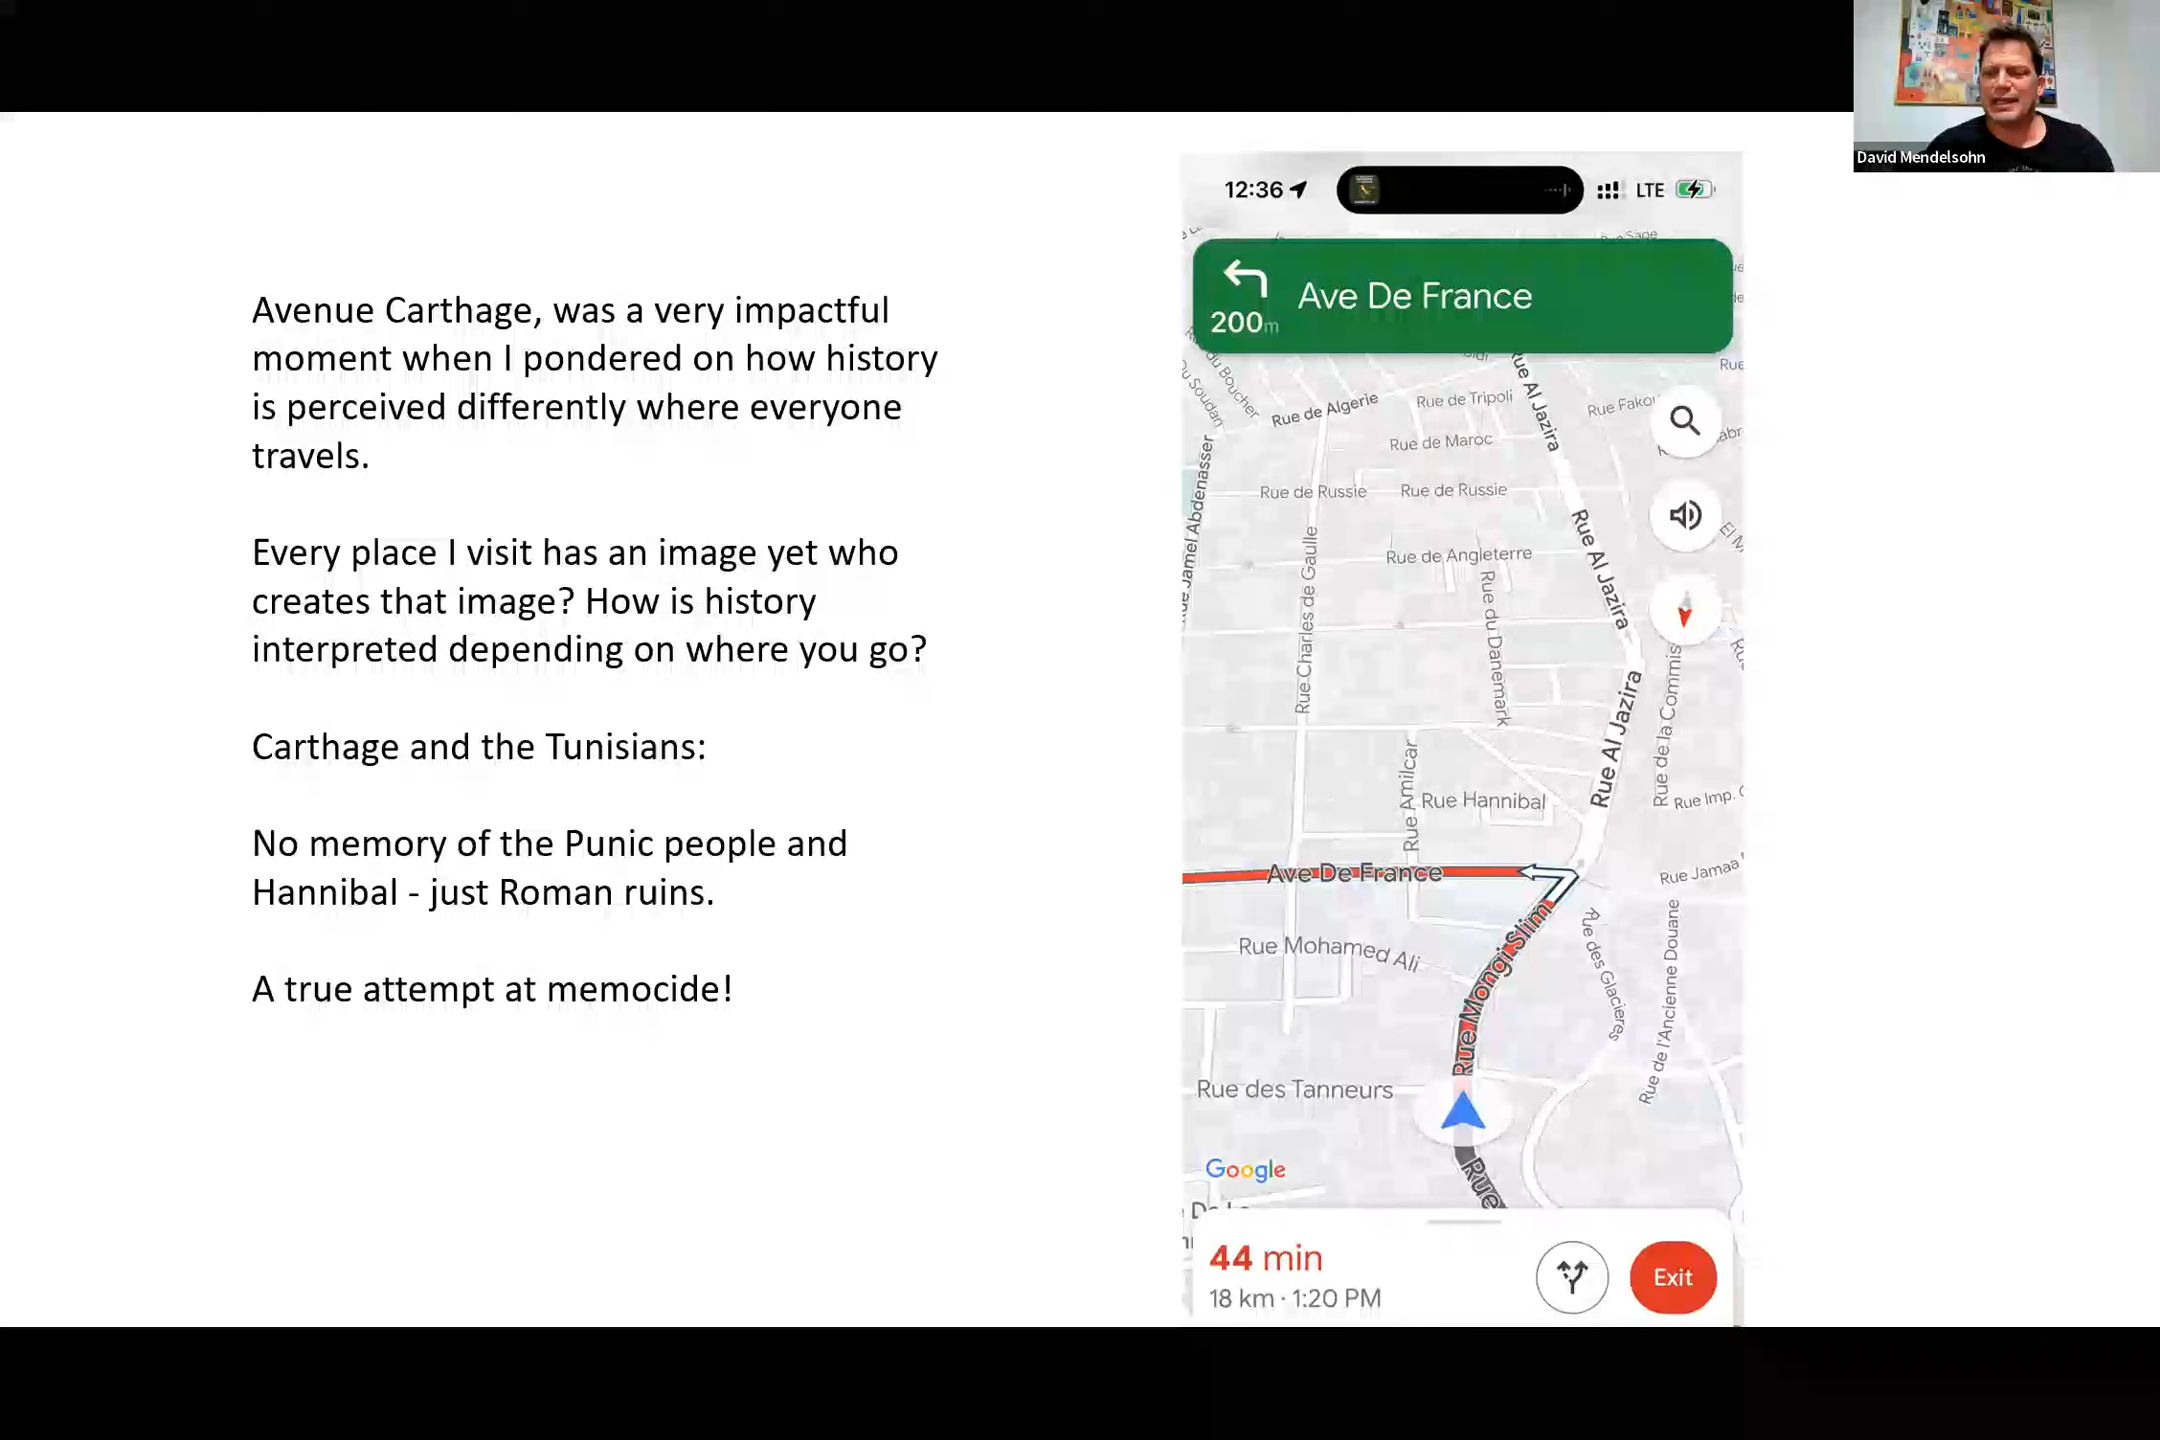 David Mendelsohn
Avenue Carthage, was a very impactful
moment when I pondered on how history
is perceived differently where everyone
travels.
Every place I visit has an image yet who
creates that image? How is history
interpreted depending on where you go?
Carthage and the Tunisians:
No memory of the Punic people and
Hannibal - just Roman ruins.
A true attempt at memocide!
12:36
LTE
200m
Ave De France
du Boucher
Rue
Rue de Algerie
Rue de Tripoli
Rue Al Jazira
Rue de Maroc
Rue de Russie
Rue de Russie
Jamel Abdenasser
Rue Al Jazira
Rue de Angleterre
Rue Charles de Gaulle
Rue du Danemark
Rue Al Jazira
Rue de la Commis
Rue Amilcar
Rue Hannibal
Rue Imp.
Ave De France
Rue Jamaa
Rue Mongi Slim
Rue Mohamed Ali
Rue des Glacieres
Rue de l'Ancienne Douane
Rue des Tanneurs
Google
Rue
44 min
18 km · 1:20 PM
Exit